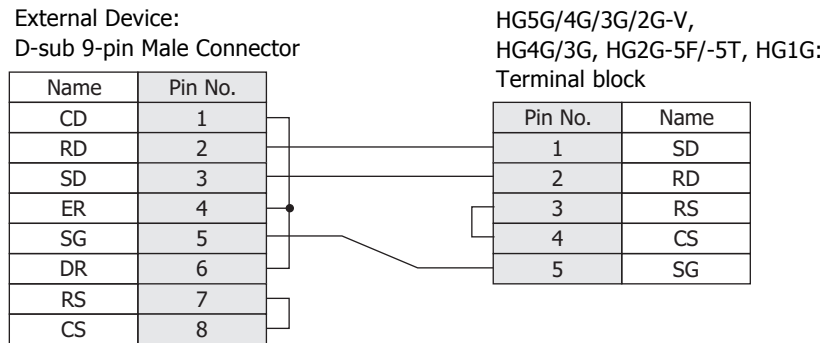 External Device:
D-sub 9-pin Male Connector
Name Pin No.
CD 1
RD 2
SD 3
ER 4
SG 5
DR 6
RS 7
CS 8
HG5G/4G/3G/2G-V,
HG4G/3G, HG2G-5F/-5T, HG1G:
Terminal block
Pin No. Name
1 SD
2 RD
3 RS
4 CS
5 SG